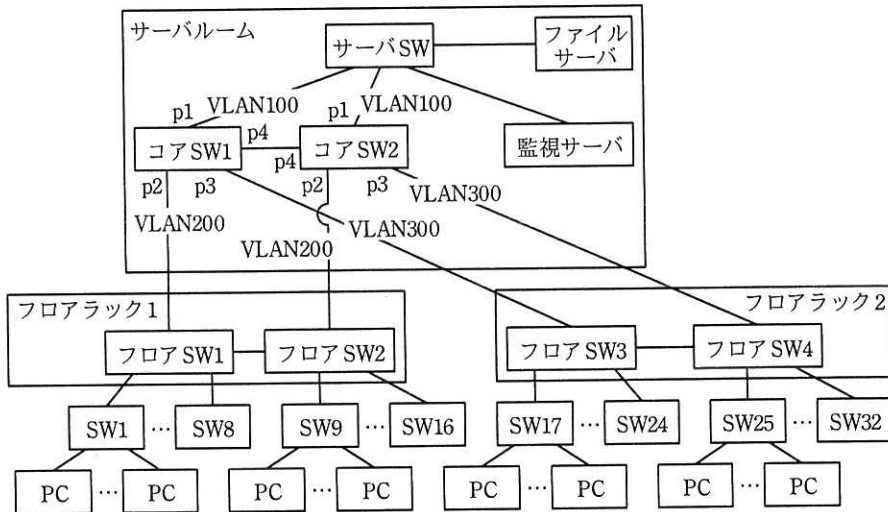 サーバルーム
サーバSW
ファイル
サーバ
p1
VLAN100
p1
VLAN100
コアSW1
p4
p4
コアSW2
監視サーバ
p2
p3
p2
p3
VLAN200
VLAN300
VLAN300
VLAN200
フロアラック1
フロアラック2
フロアSW1
フロアSW2
フロアSW3
フロアSW4
SW1
…
SW8
SW9
…
SW16
SW17
…
SW24
SW25
…
SW32
PC
…
PC
PC
…
PC
PC
…
PC
PC
…
PC